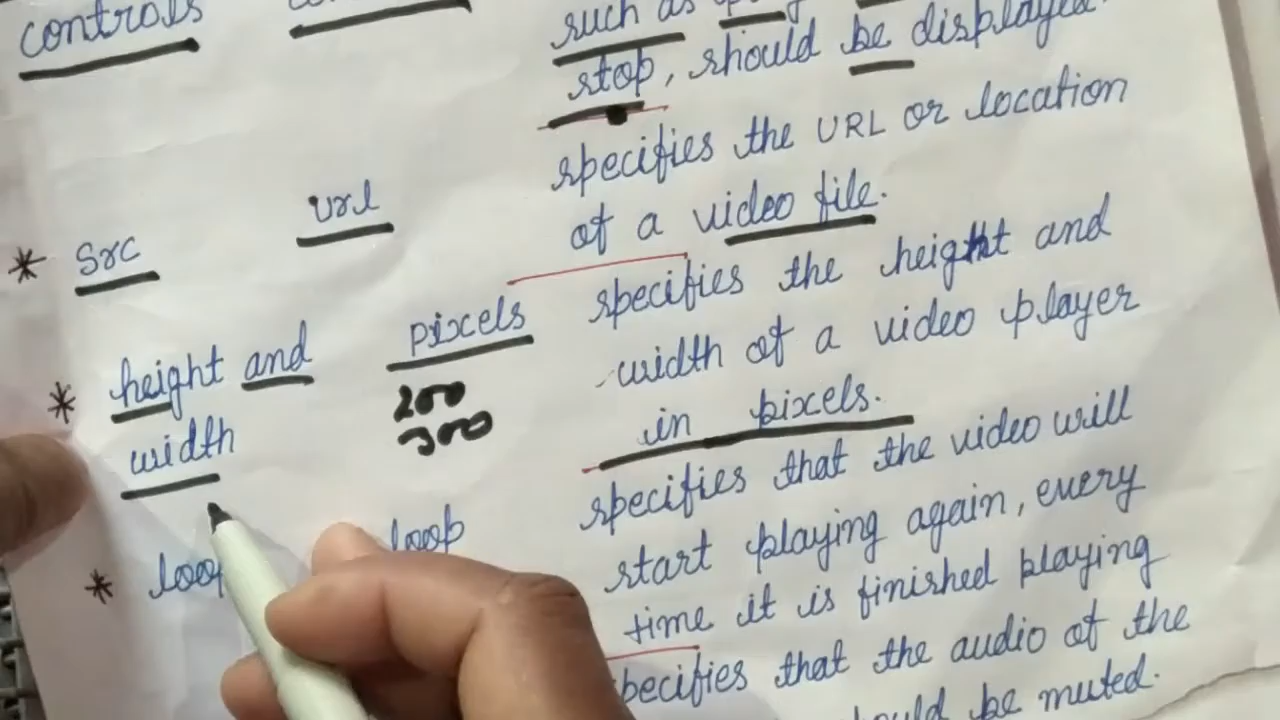 controls
such as
stop, should be displayed.
* src url specifies the URL or location
of a video file.
* height and pixels specifies the height and
width 200 width of a video player
300 in pixels.
* loop loop specifies that the video will
start playing again, every
time it is finished playing
specifies that the audio of the
be muted.